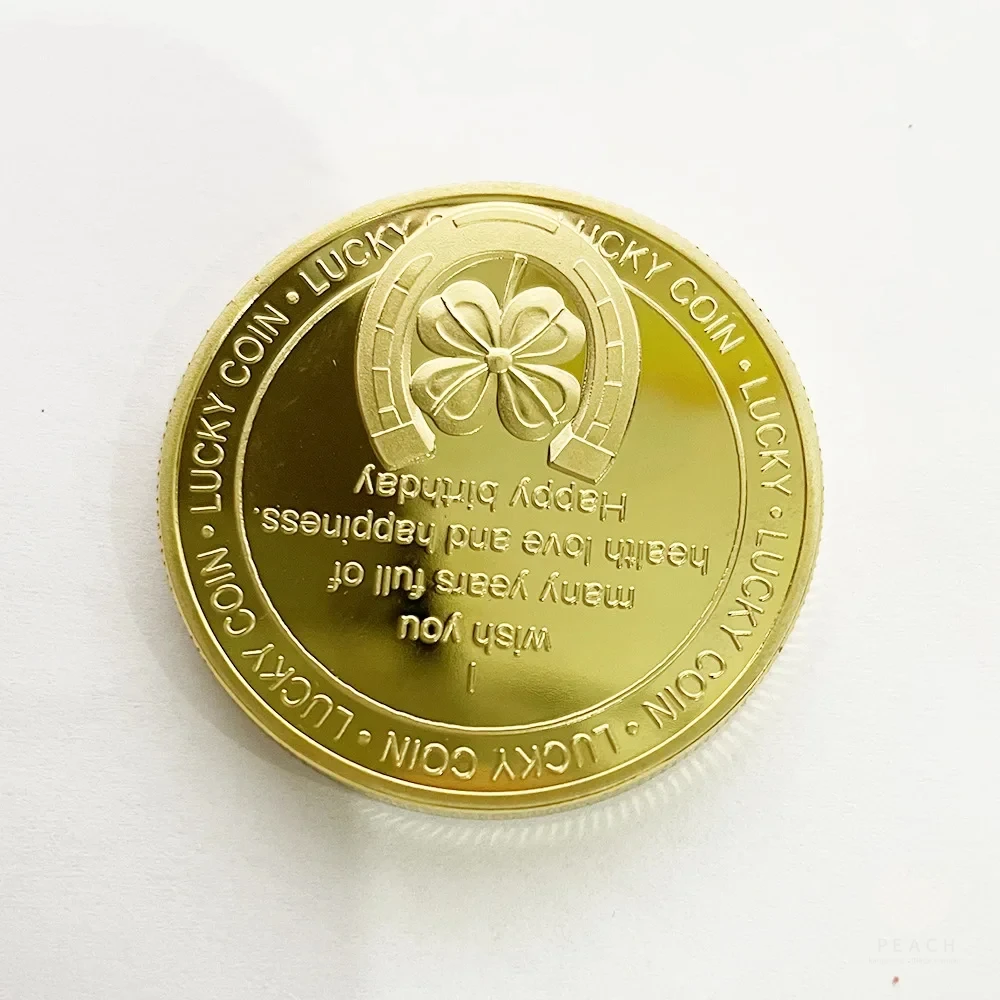 LUCKY COIN • LUCKY COIN • LUCKY COIN • LUCKY COIN • LUCKY COIN • LUCKY COIN •
I
wish you
many years full of
health love and happiness.
Happy birthday
PEACH